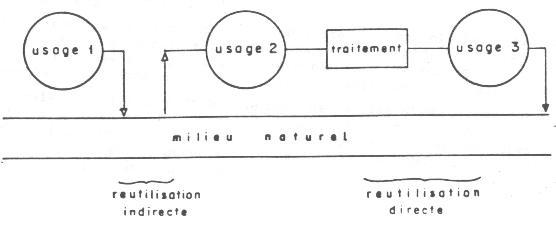 usage 1
usage 2
traitement
usage 3
milieu naturel
reutilisation
indirecte
reutilisation
directe